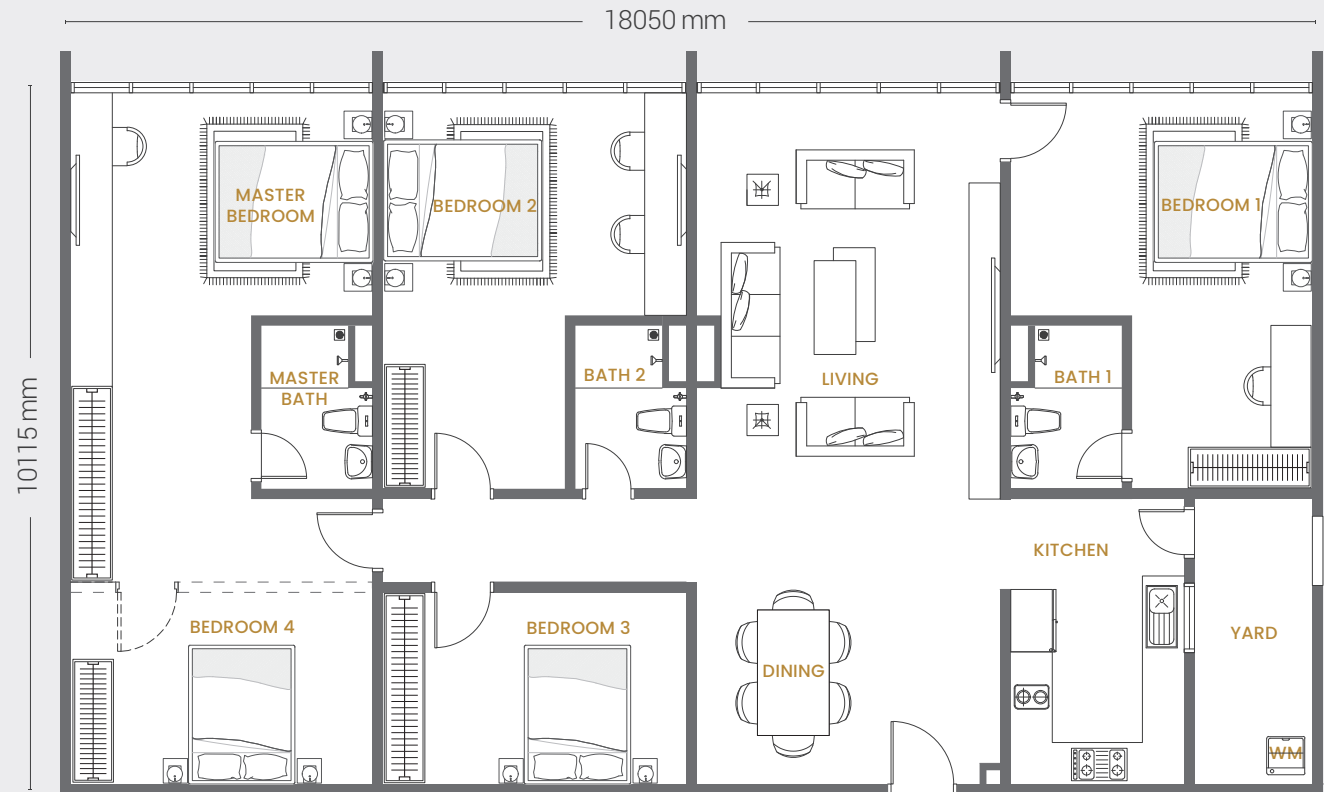 18050 mm
10115 mm
MASTER
BEDROOM
BEDROOM 2
BEDROOM 1
MASTER
BATH
BATH 2
LIVING
BATH 1
KITCHEN
BEDROOM 4
BEDROOM 3
DINING
YARD
WM